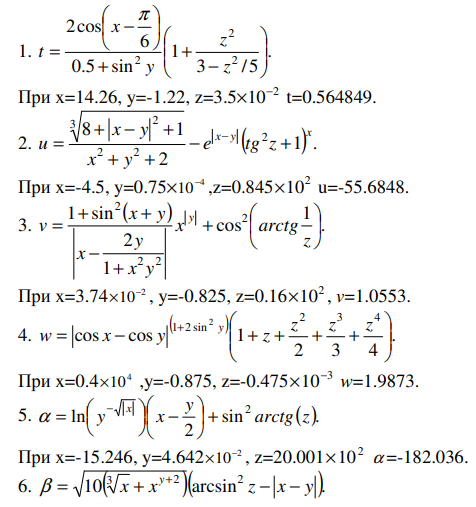 1. t = 2cos(x − π/6) / (0.5 + sin² y) (1 + z² / (3 − z²/5)).
При x=14.26, y=-1.22, z=3.5×10⁻² t=0.564849.
2. u = ∛(8 + |x − y|² + 1) / (x² + y² + 2) − e^|x−y| (tg² z + 1)^x.
При x=-4.5, y=0.75×10⁻⁴ ,z=0.845×10² u=-55.6848.
3. v = (1 + sin²(x + y)) / |x − 2y / (1 + x²y²)| x^|y| + cos²(arctg 1/z).
При x=3.74×10⁻² , y=-0.825, z=0.16×10² , v=1.0553.
4. w = |cos x − cos y|^(1+2 sin² y) (1 + z + z²/2 + z³/3 + z⁴/4).
При x=0.4×10⁴ ,y=-0.875, z=-0.475×10⁻³ w=1.9873.
5. α = ln(y^−√|x|)(x − y/2) + sin² arctg(z).
При x=-15.246, y=4.642×10⁻² , z=20.001×10² α=-182.036.
6. β = √(10(∛x + x^(y+2))) (arcsin² z − |x − y|).